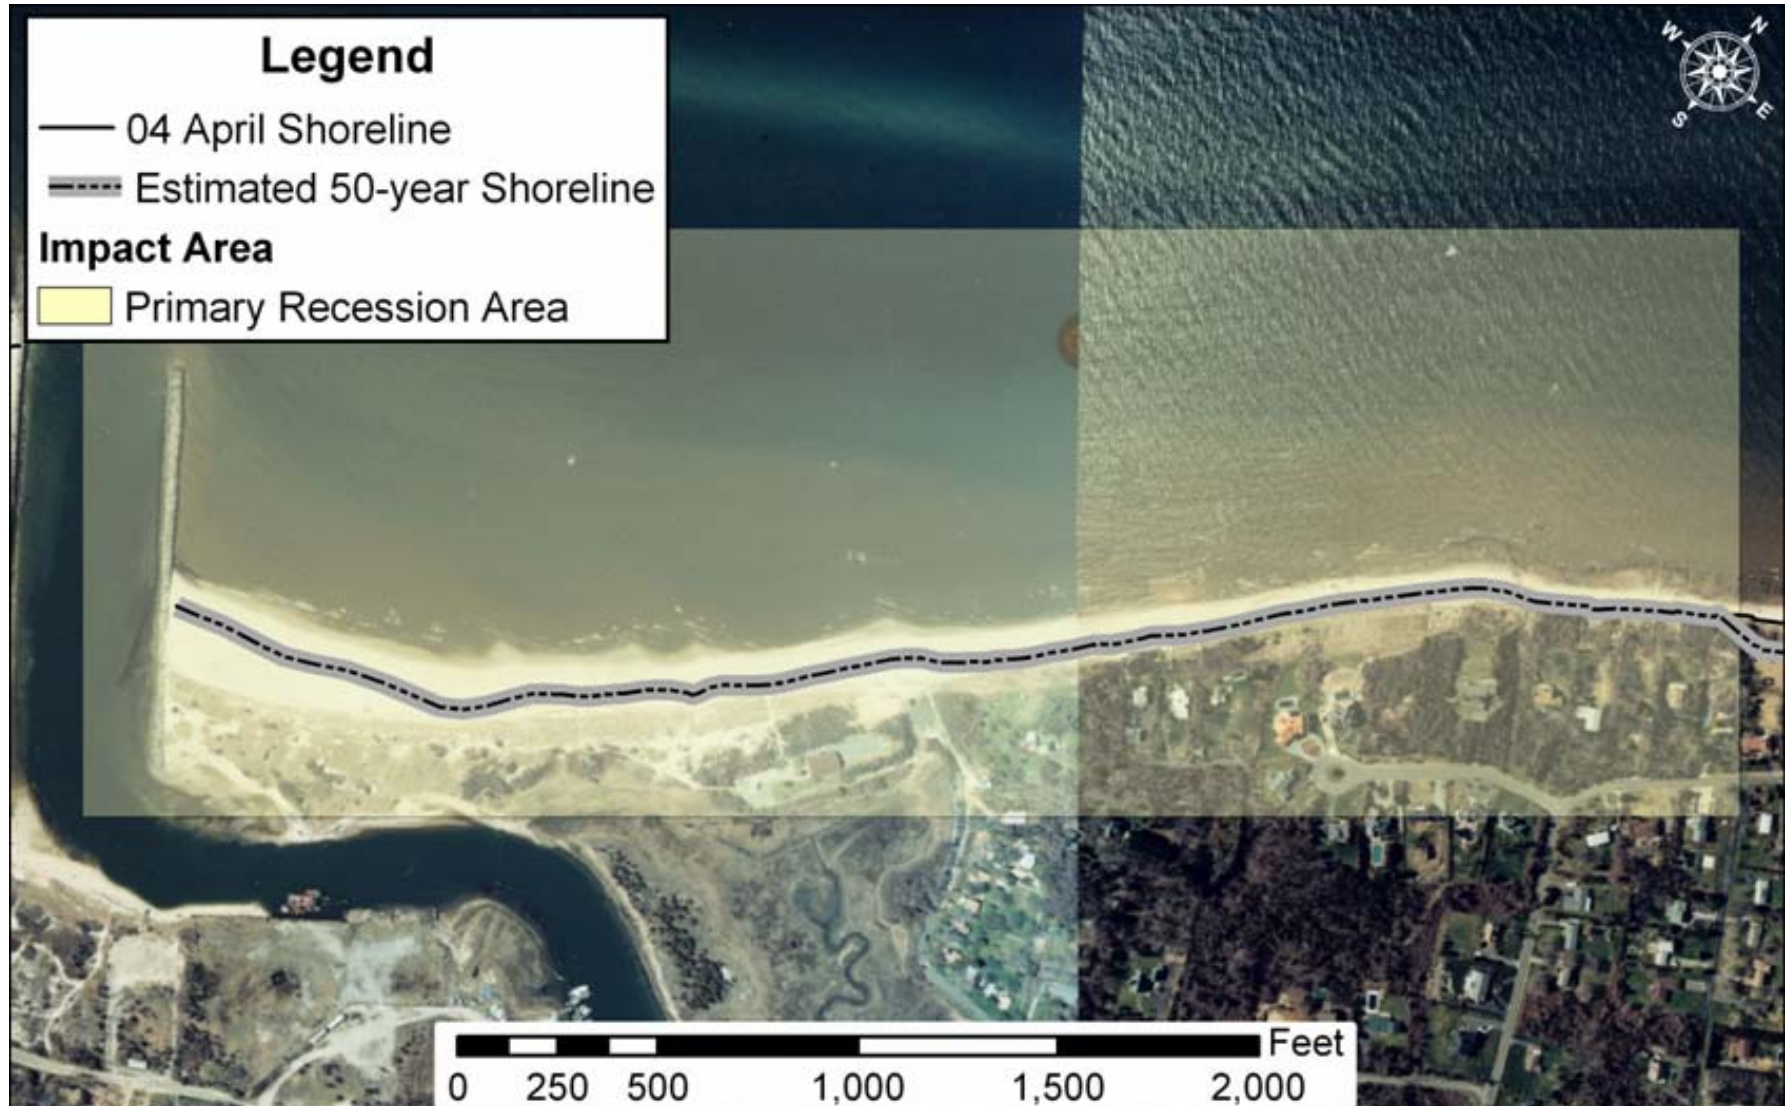 Legend
04 April Shoreline
Estimated 50-year Shoreline
Impact Area
Primary Recession Area
N
W
E
S
Feet
0 250 500 1,000 1,500 2,000